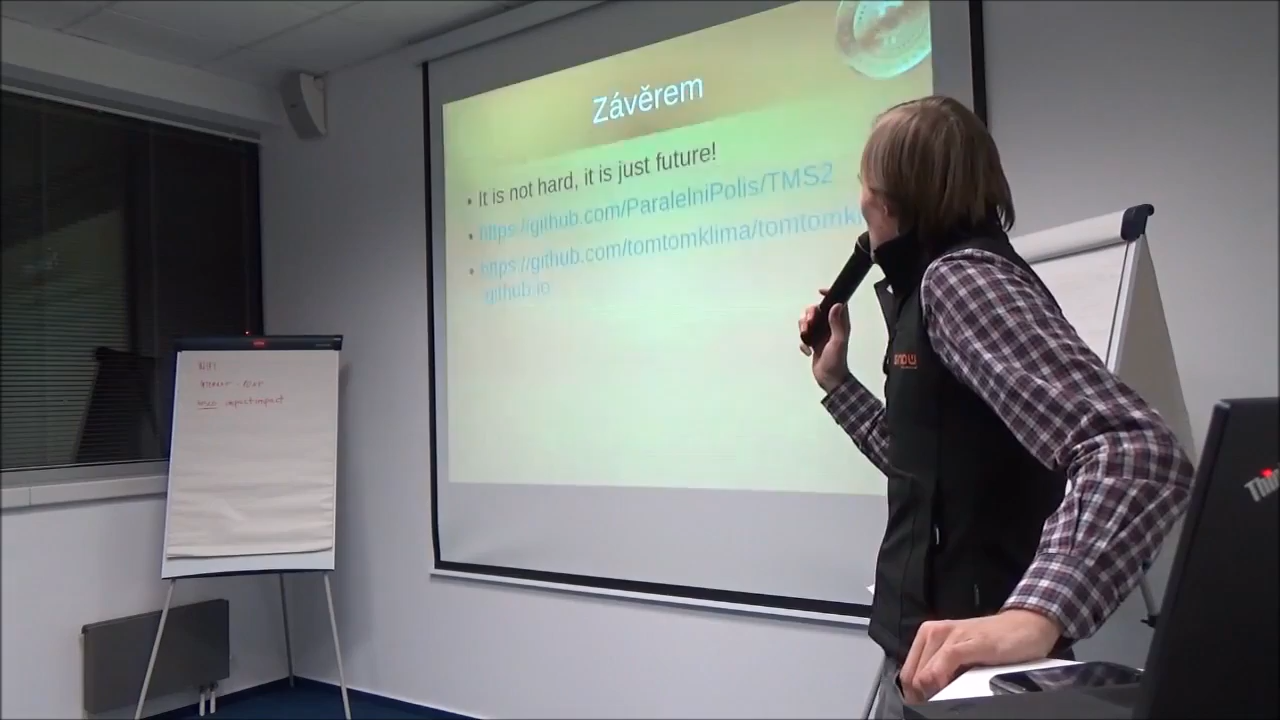 Závěrem
It is not hard, it is just future!
https://github.com/ParalelniPolis/TMS2
https://github.com/tomtomklima/tomtomkl
github.io